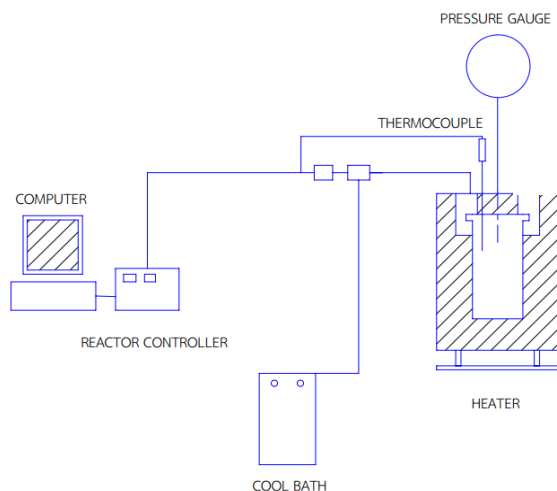 PRESSURE GAUGE
THERMOCOUPLE
COMPUTER
REACTOR CONTROLLER
HEATER
COOL BATH